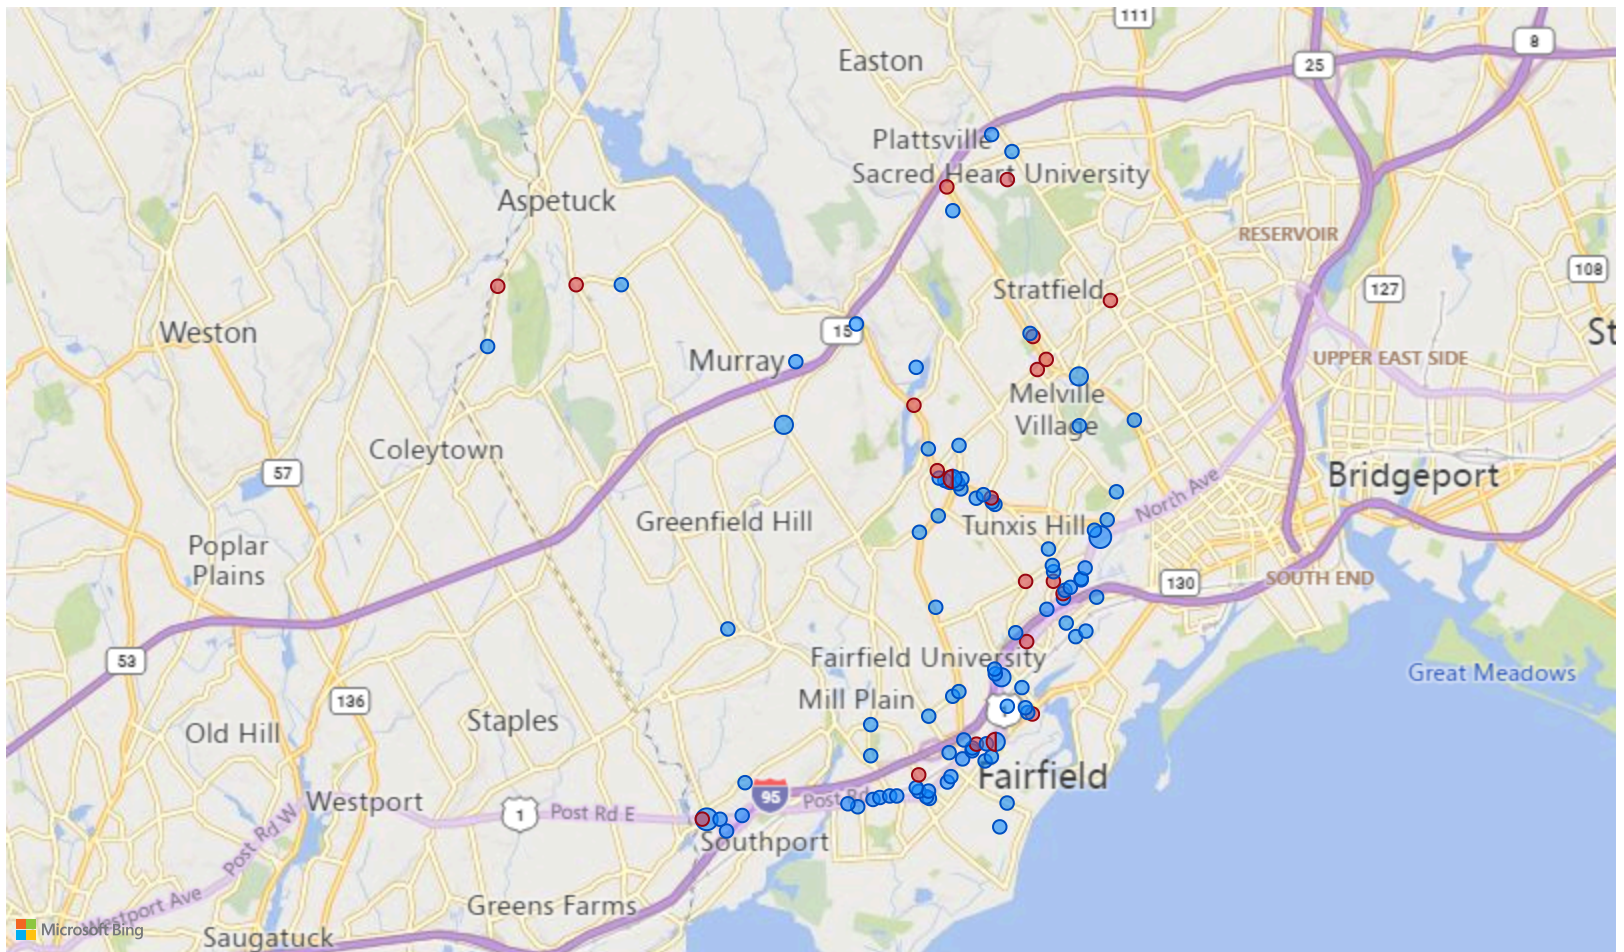 111
8
25
Easton
Plattsville
Sacred Heart University
Aspetuck
RESERVOIR
108
127
Stratfield
St
15
Weston
Murray
UPPER EAST SIDE
Melville
Village
Coleytown
57
Bridgeport
North Ave
Greenfield Hill
Tunxis Hill
Poplar
Plains
130
SOUTH END
53
Fairfield University
Great Meadows
136
Mill Plain
Staples
Old Hill
Fairfield
Westport
95
Post Rd
1
Post Rd E
Post Rd W
Southport
Greens Farms
Westport Ave
Microsoft Bing
Saugatuck